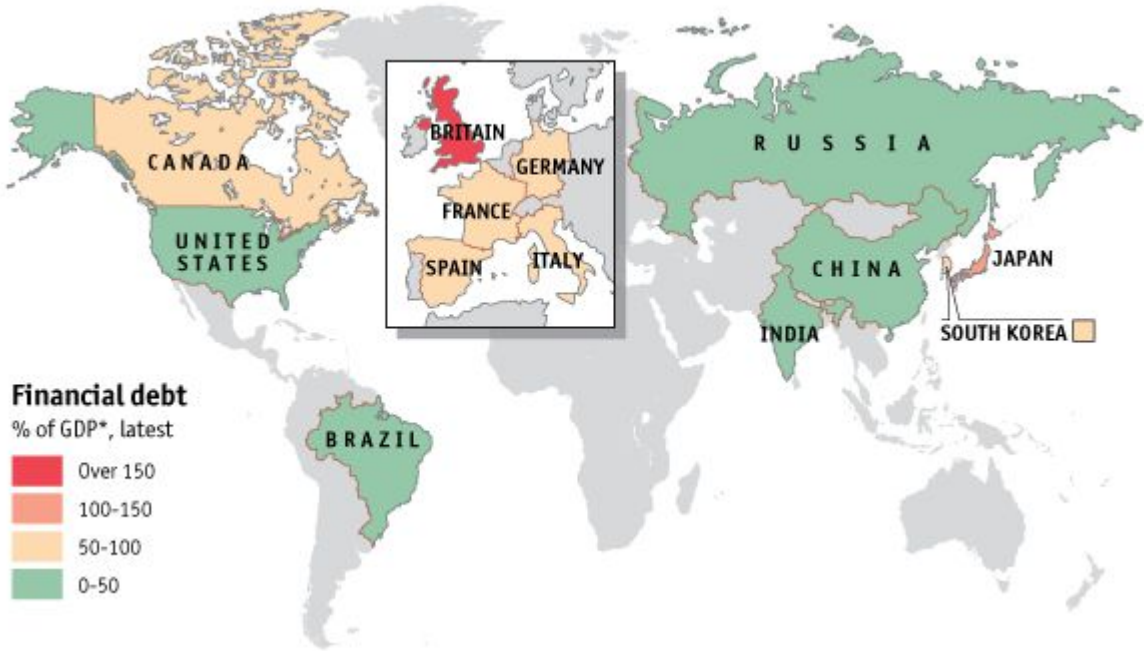 CANADA
UNITED
STATES
BRITAIN
GERMANY
FRANCE
SPAIN
ITALY
RUSSIA
CHINA
JAPAN
INDIA
SOUTH KOREA
BRAZIL
Financial debt
% of GDP*, latest
Over 150
100-150
50-100
0-50